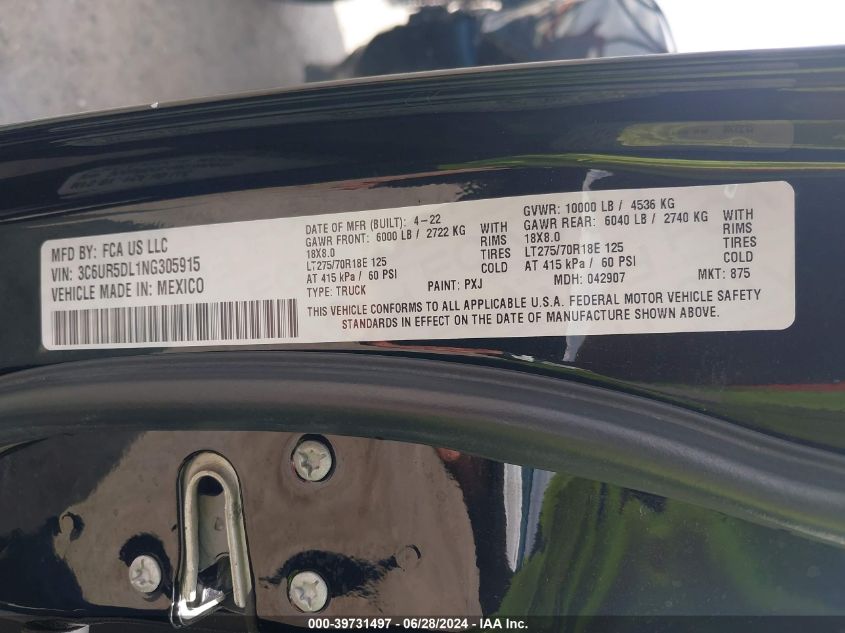 MFD BY: FCA US LLC
VIN: 3C6UR5DL1NG305915
VEHICLE MADE IN: MEXICO
DATE OF MFR (BUILT): 4-22
GAWR FRONT: 6000 LB / 2722 KG WITH
18X8.0 RIMS
LT275/70R18E 125 TIRES
AT 415 kPa / 60 PSI COLD
TYPE: TRUCK PAINT: PXJ
GVWR: 10000 LB / 4536 KG
GAWR REAR: 6040 LB / 2740 KG WITH
18X8.0 RIMS
LT275/70R18E 125 TIRES
AT 415 kPa / 60 PSI COLD
MDH: 042907 MKT: 875
THIS VEHICLE CONFORMS TO ALL APPLICABLE U.S.A. FEDERAL MOTOR VEHICLE SAFETY
STANDARDS IN EFFECT ON THE DATE OF MANUFACTURE SHOWN ABOVE.
000-39731497 - 06/28/2024 - IAA Inc.